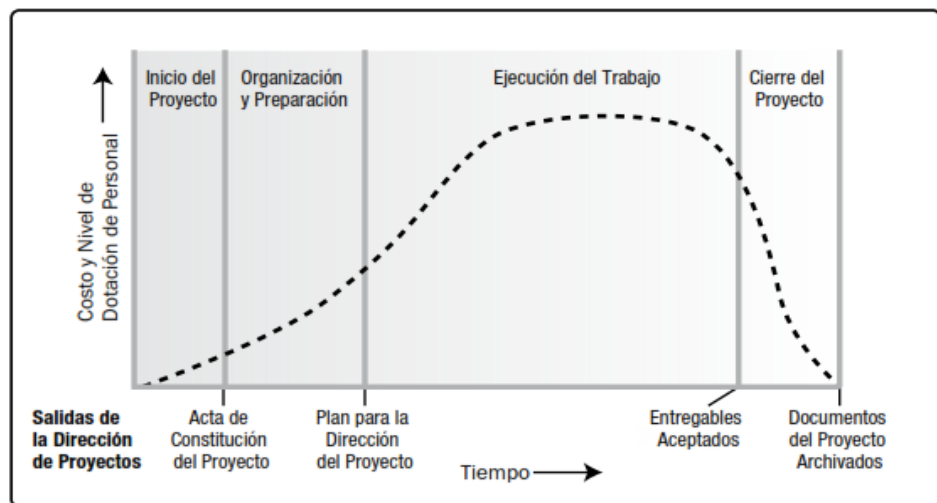 Inicio del
Proyecto
Organización
y Preparación
Ejecución del Trabajo
Cierre del
Proyecto
Costo y Nivel de
Dotación de Personal
Salidas de
la Dirección
de Proyectos
Acta de
Constitución
del Proyecto
Plan para la
Dirección
del Proyecto
Entregables
Aceptados
Documentos
del Proyecto
Archivados
Tiempo